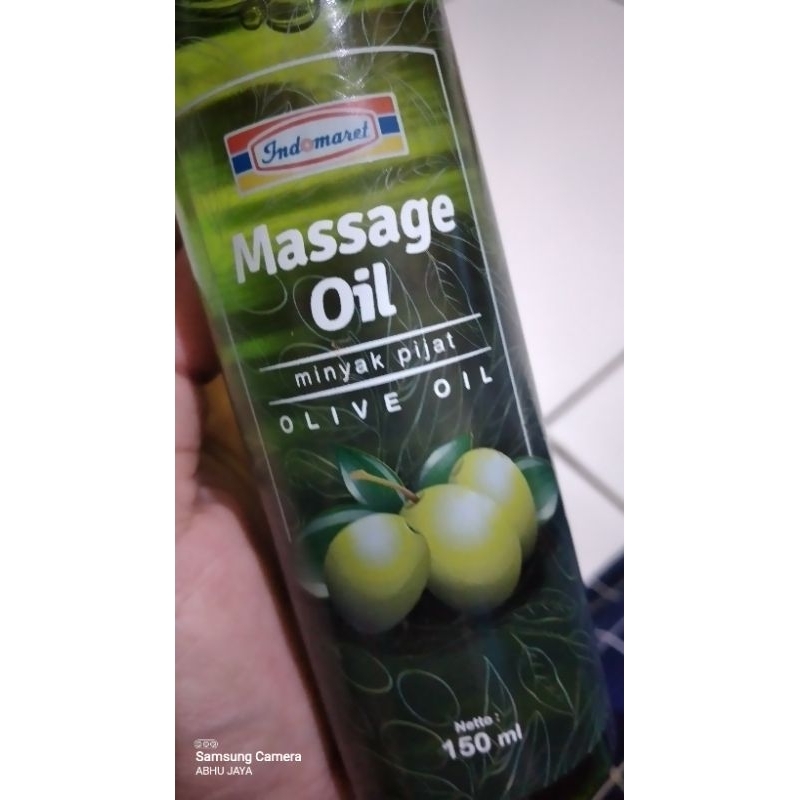 Indomaret
Massage
Oil
minyak pijat
OLIVE OIL
Netto :
150 ml
Samsung Camera
ABHU JAYA